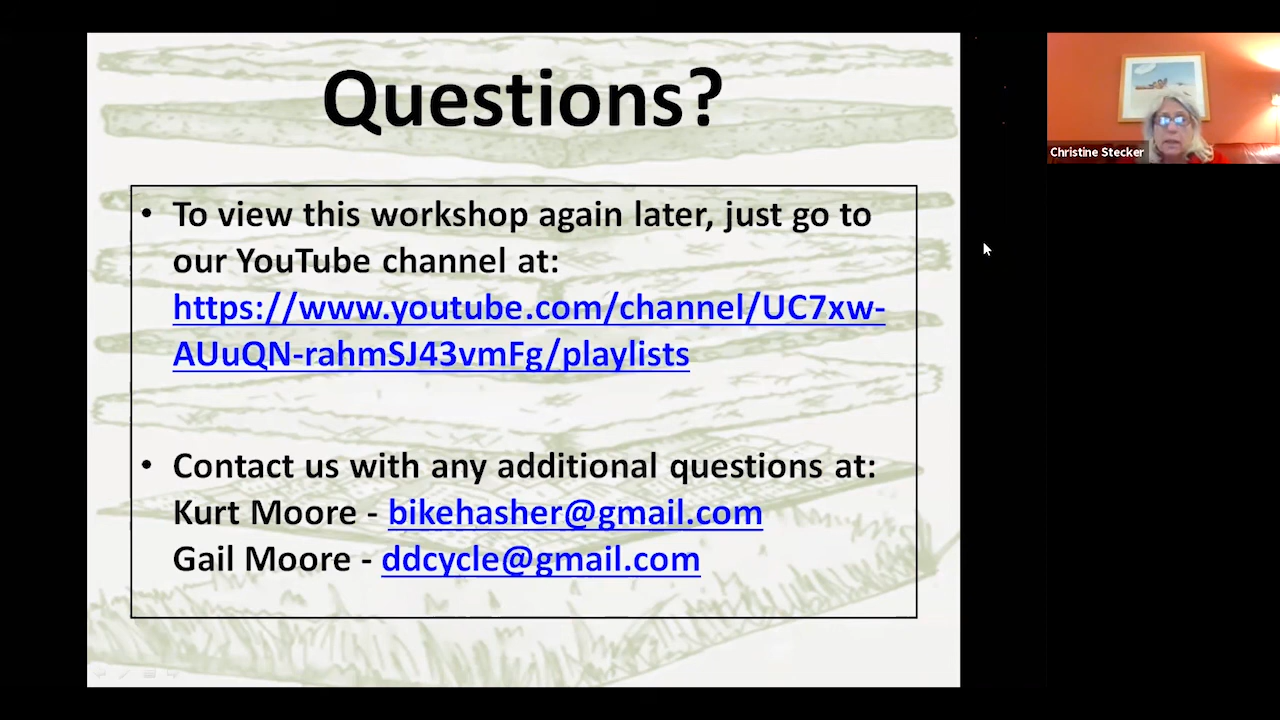 Questions?
• To view this workshop again later, just go to
our YouTube channel at:
https://www.youtube.com/channel/UC7xw-
AUuQN-rahmSJ43vmFg/playlists
• Contact us with any additional questions at:
Kurt Moore - bikehasher@gmail.com
Gail Moore - ddcycle@gmail.com
Christine Stecker